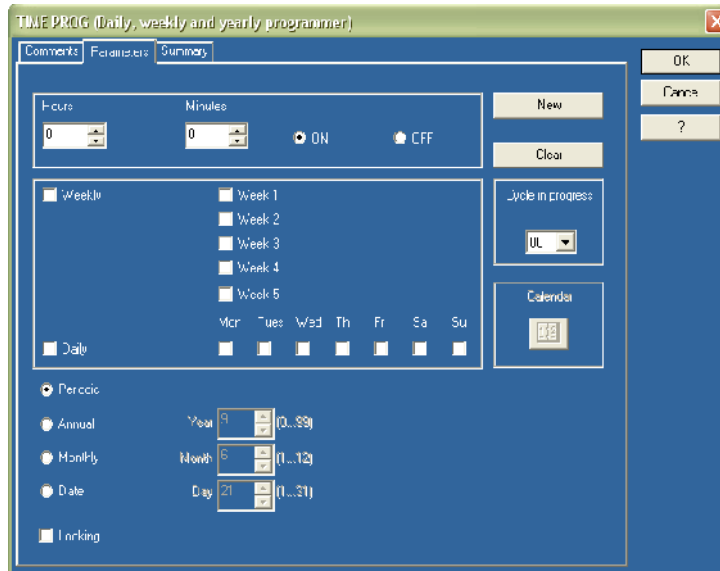 TIME PROG (Daily, weekly and yearly programmer)
Comments Parameters Summary
OK
Cancel
?
Hours Minutes
0 0 ON OFF
New
Clear
Weekly Week 1
Week 2
Week 3
Week 4
Week 5
Mon Tues Wed Th Fr Sa Su
Daily
Cycle in progress
Calendar
Periodic
Annual Year 9 (0...99)
Monthly Month 6 (1...12)
Date Day 21 (1...31)
Locking